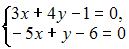 3x + 4y − 1 = 0,
− 5x + y − 6 = 0